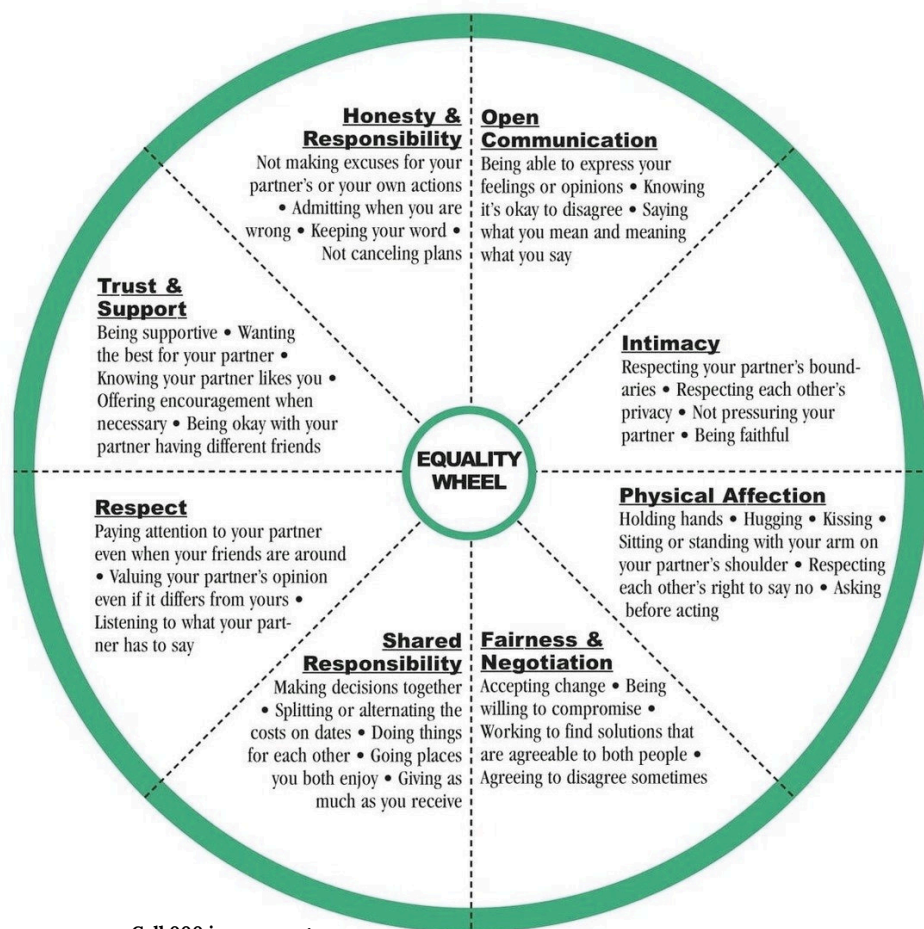 Honesty &
Responsibility
Not making excuses for your
partner's or your own actions
• Admitting when you are
wrong • Keeping your word •
Not canceling plans
Open
Communication
Being able to express your
feelings or opinions • Knowing
it's okay to disagree • Saying
what you mean and meaning
what you say
Trust &
Support
Being supportive • Wanting
the best for your partner •
Knowing your partner likes you •
Offering encouragement when
necessary • Being okay with your
partner having different friends
Intimacy
Respecting your partner's bound-
aries • Respecting each other's
privacy • Not pressuring your
partner • Being faithful
EQUALITY
WHEEL
Respect
Paying attention to your partner
even when your friends are around
• Valuing your partner's opinion
even if it differs from yours •
Listening to what your part-
ner has to say
Physical Affection
Holding hands • Hugging • Kissing •
Sitting or standing with your arm on
your partner's shoulder • Respecting
each other's right to say no • Asking
before acting
Shared
Responsibility
Making decisions together
• Splitting or alternating the
costs on dates • Doing things
for each other • Going places
you both enjoy • Giving as
much as you receive
Fairness &
Negotiation
Accepting change • Being
willing to compromise •
Working to find solutions that
are agreeable to both people •
Agreeing to disagree sometimes